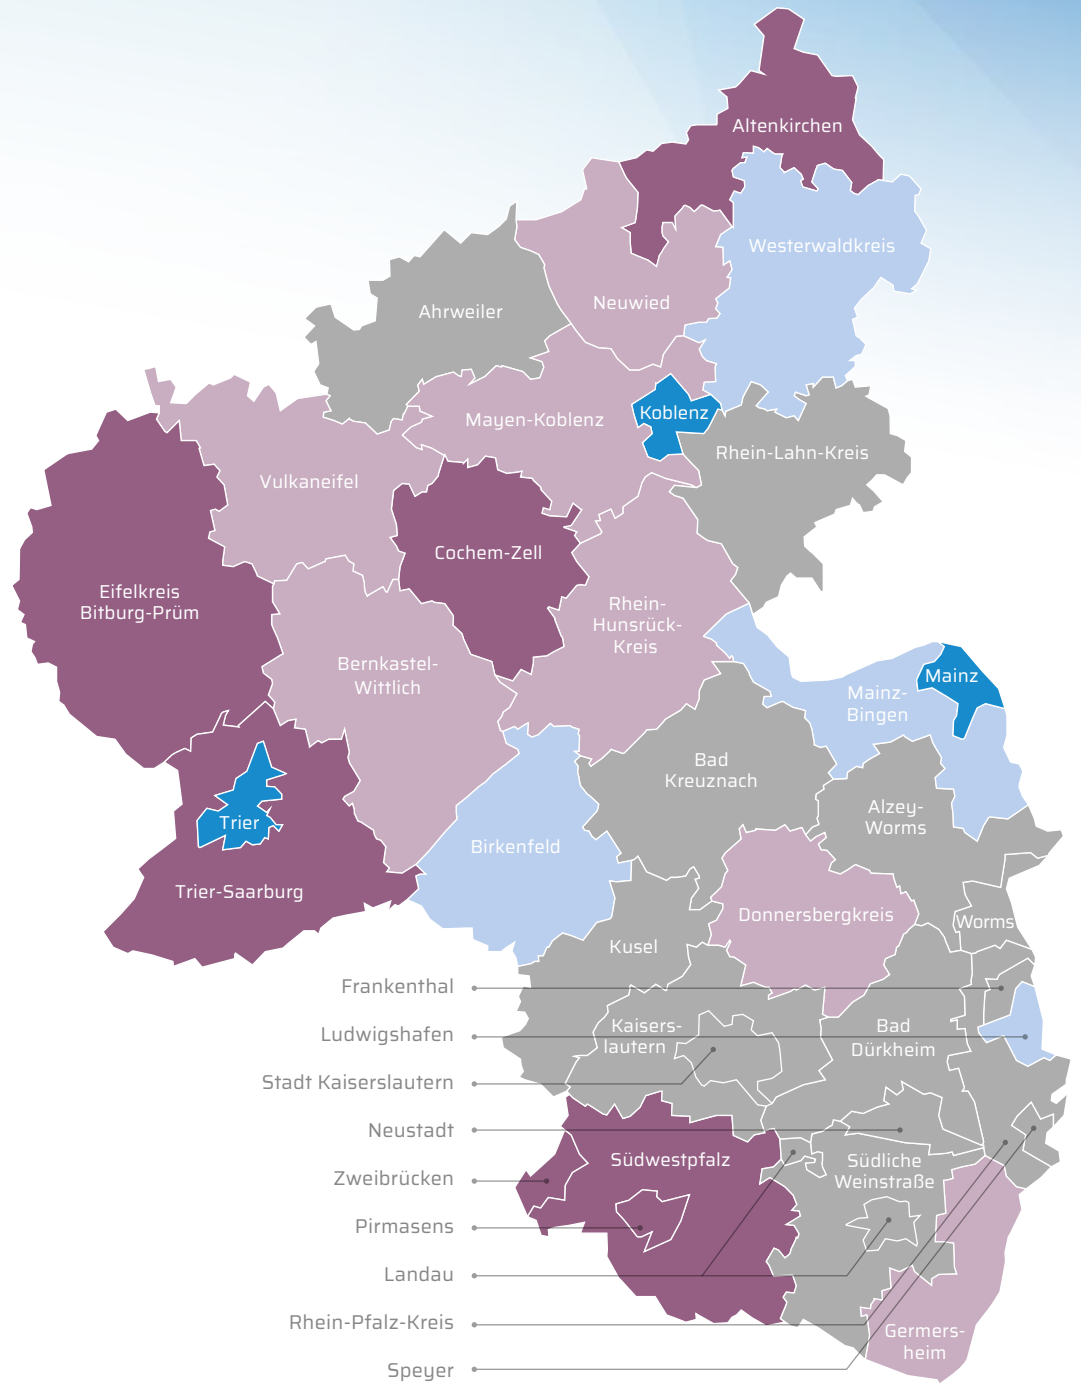 Altenkirchen
Westerwaldkreis
Neuwied
Ahrweiler
Koblenz
Mayen-Koblenz
Rhein-Lahn-Kreis
Vulkaneifel
Cochem-Zell
Eifelkreis
Bitburg-Prüm
Rhein-
Hunsrück-
Kreis
Bernkastel-
Wittlich
Mainz
Mainz-
Bingen
Bad
Kreuznach
Alzey-
Worms
Trier
Birkenfeld
Trier-Saarburg
Donnersbergkreis
Worms
Kusel
Frankenthal
Ludwigshafen
Kaisers-
lautern
Bad
Dürkheim
Stadt Kaiserslautern
Neustadt
Südwestpfalz
Südliche
Weinstraße
Zweibrücken
Pirmasens
Landau
Rhein-Pfalz-Kreis
Germers-
heim
Speyer